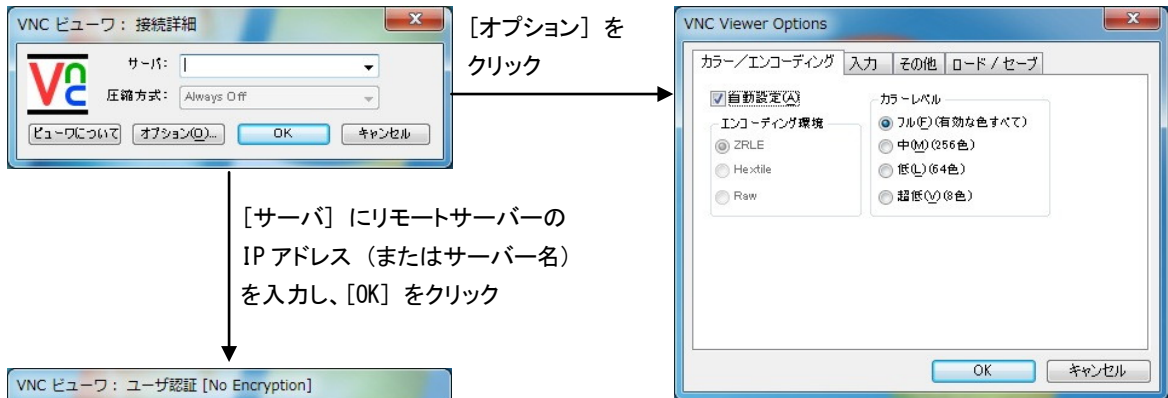 VNC ビューワ： 接続詳細
サーバ：
圧縮方式： Always Off
ビューワについて オプション(O)... OK キャンセル
[オプション] を
クリック
VNC Viewer Options
カラー／エンコーディング 入力 その他 ロード / セーブ
自動設定(A)
エンコーディング環境
ZRLE
Hextile
Raw
カラーレベル
フル(F)(有効な色すべて)
中(M)(256色)
低(L)(64色)
超低(V)(8色)
OK キャンセル
[サーバ] にリモートサーバーの
IP アドレス （またはサーバー名）
を入力し、[OK] をクリック
VNC ビューワ： ユーザ認証 [No Encryption]